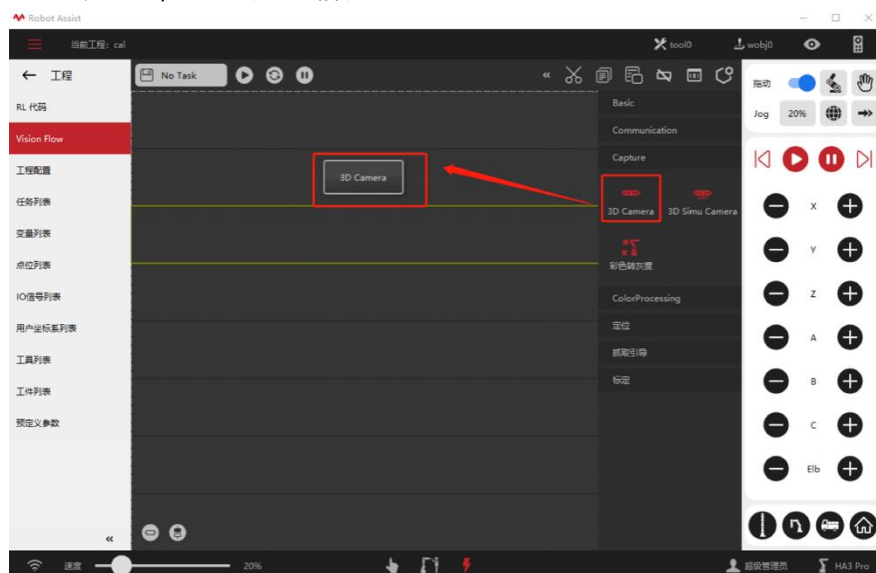 Robot Assist
当前工程: cal
tool0
wobj0
工程
No Task
拖动
RL 代码
Basic
Jog
20%
Vision Flow
Communication
工程配置
Capture
3D Camera
任务列表
3D Camera
3D Simu Camera
X
变量列表
Y
点位列表
彩色转灰度
IO信号列表
ColorProcessing
Z
用户坐标系列表
定位
A
工具列表
抓取引导
工件列表
标定
B
预定义参数
C
Elb
速度
20%
超级管理员
HA3 Pro